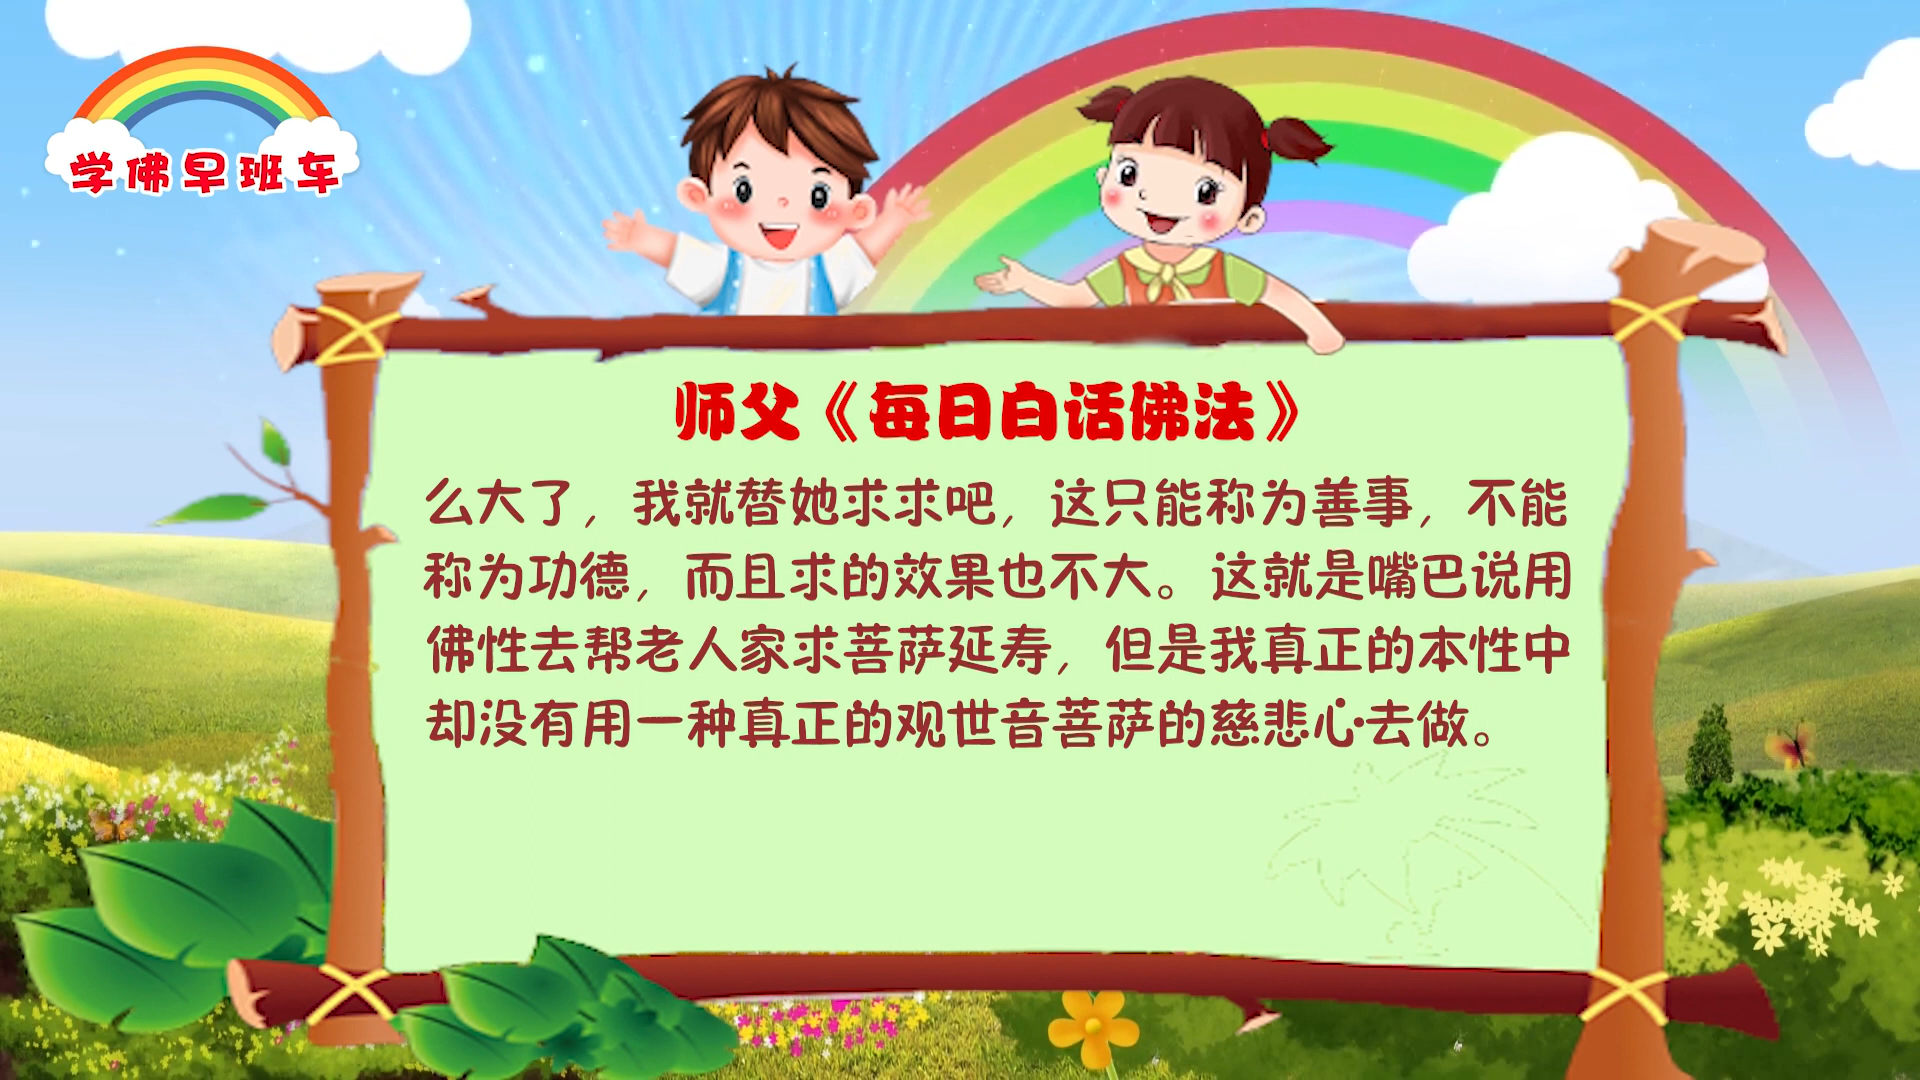 学佛早班车
师父《每日白话佛法》
么大了，我就替她求求吧，这只能称为善事，不能
称为功德，而且求的效果也不大。这就是嘴巴说用
佛性去帮老人家求菩萨延寿，但是我真正的本性中
却没有用一种真正的观世音菩萨的慈悲心去做。